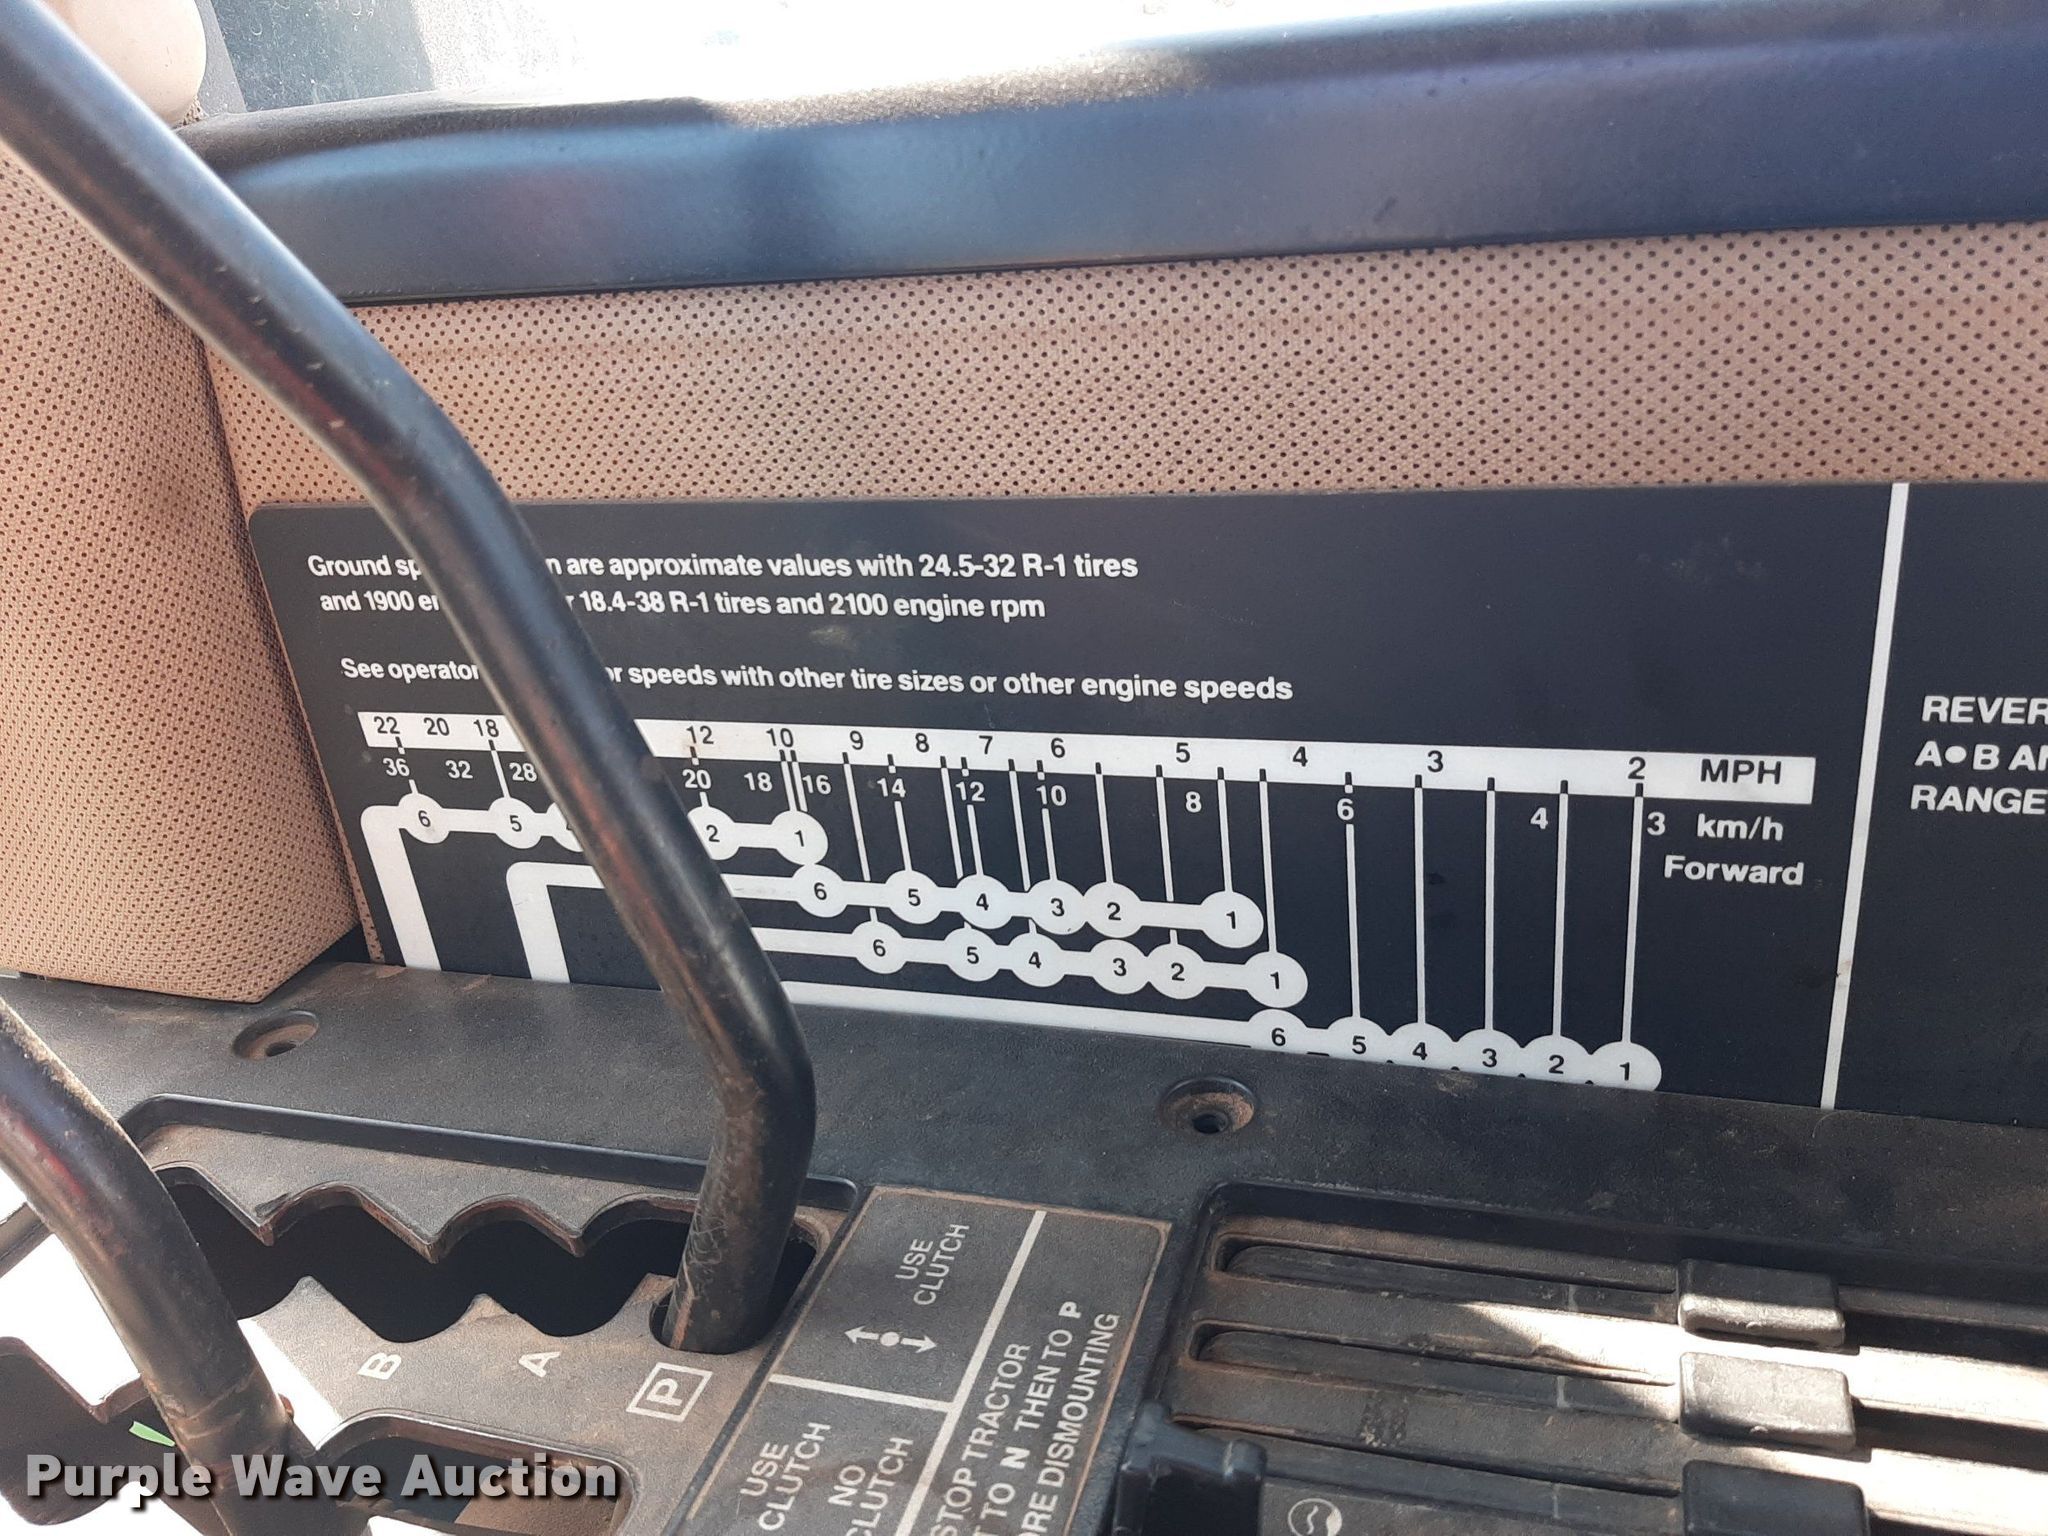 Ground are approximate values with 24.5-32 R-1 tires
and 1900 18.4-38 R-1 tires and 2100 engine rpm
See speeds with other tire sizes or other engine speeds
22 20 18 12 10 9 8 7 6 5 4 3 2 MPH
36 32 28 20 18 16 14 12 10 8 6 4 3 km/h
Forward
6 5 2 1
6 5 4 3 2 1
6 5 4 3 2 1
6 5 4 3 2 1
A•B
B A P
USE
CLUTCH
USE
CLUTCH
NO
CLUTCH
STOP TRACTOR
TO N THEN TO P
DISMOUNTING
Purple Wave Auction